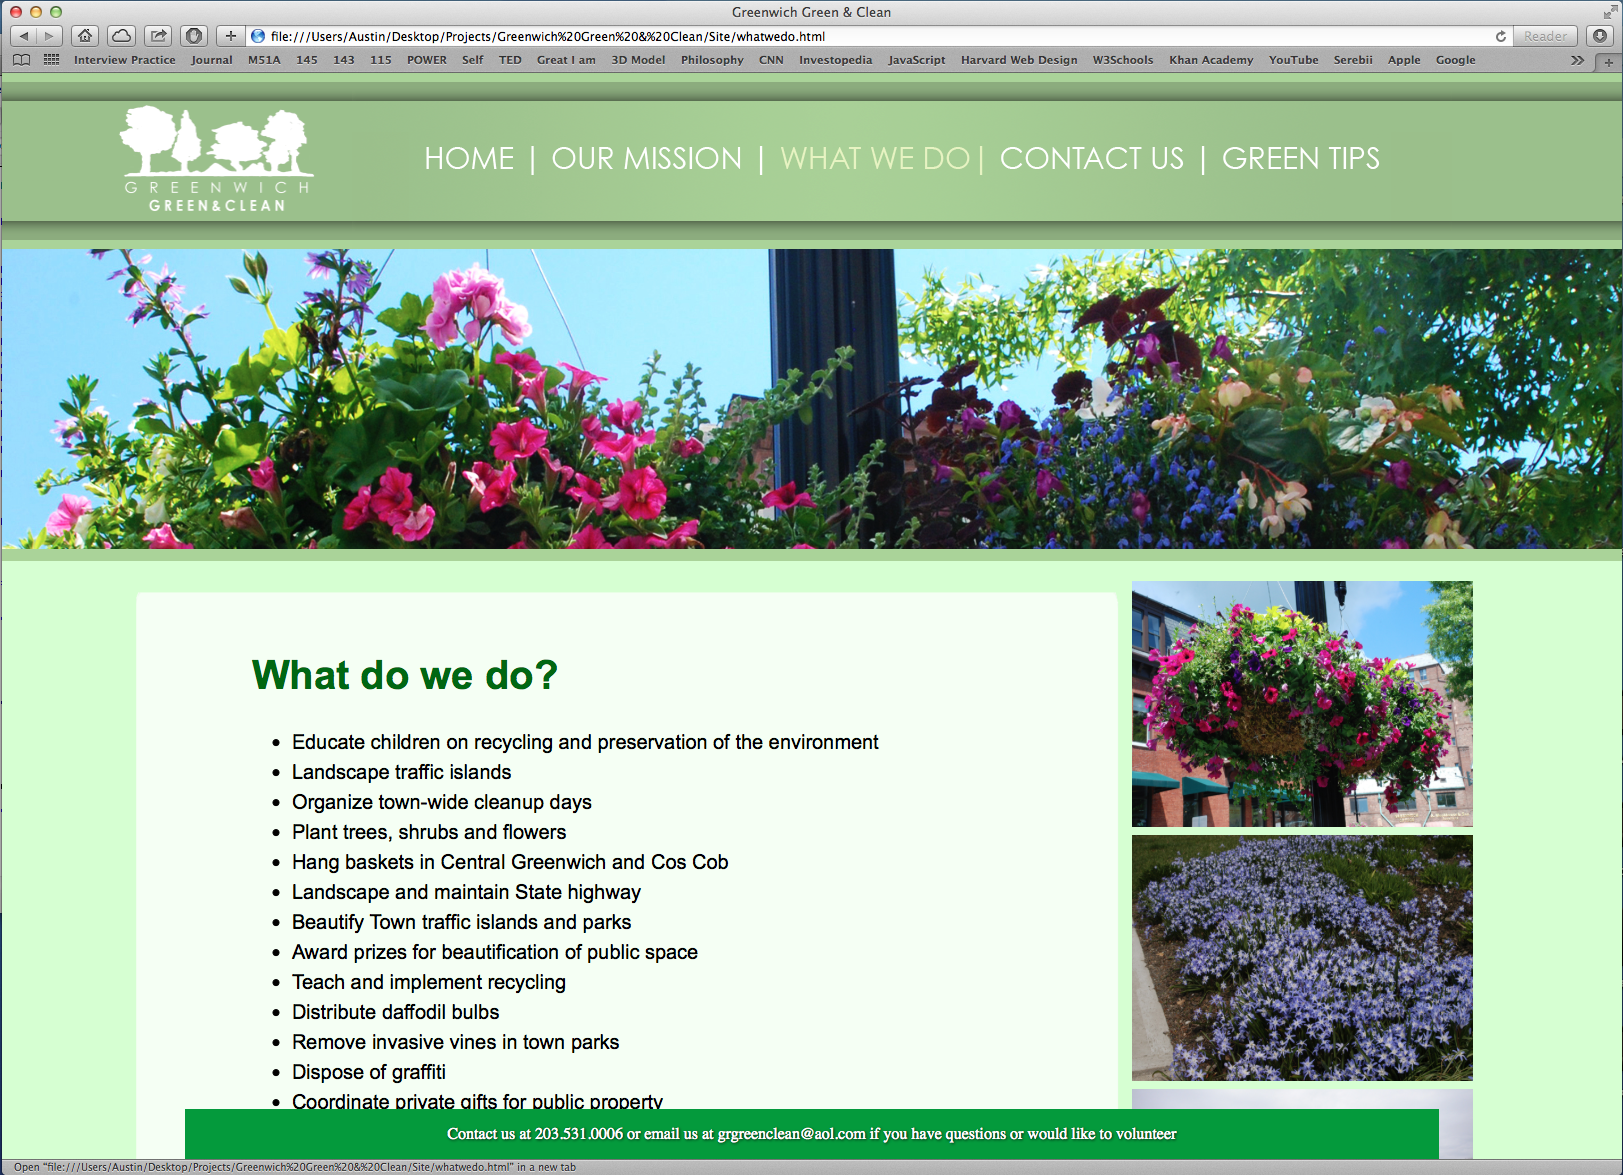 Greenwich Green & Clean
file:///Users/Austin/Desktop/Projects/Greenwich%20Green%20&%20Clean/Site/whatwedo.html
Reader
Interview Practice Journal M51A 145 143 115 POWER Self TED Great I am 3D Model Philosophy CNN Investopedia JavaScript Harvard Web Design W3Schools Khan Academy YouTube Serebii Apple Google
GREENWICH
GREEN&CLEAN
HOME | OUR MISSION | WHAT WE DO | CONTACT US | GREEN TIPS
What do we do?
• Educate children on recycling and preservation of the environment
• Landscape traffic islands
• Organize town-wide cleanup days
• Plant trees, shrubs and flowers
• Hang baskets in Central Greenwich and Cos Cob
• Landscape and maintain State highway
• Beautify Town traffic islands and parks
• Award prizes for beautification of public space
• Teach and implement recycling
• Distribute daffodil bulbs
• Remove invasive vines in town parks
• Dispose of graffiti
• Coordinate private gifts for public property
Contact us at 203.531.0006 or email us at grgreenclean@aol.com if you have questions or would like to volunteer
Open "file:///Users/Austin/Desktop/Projects/Greenwich%20Green%20&%20Clean/Site/whatwedo.html" in a new tab